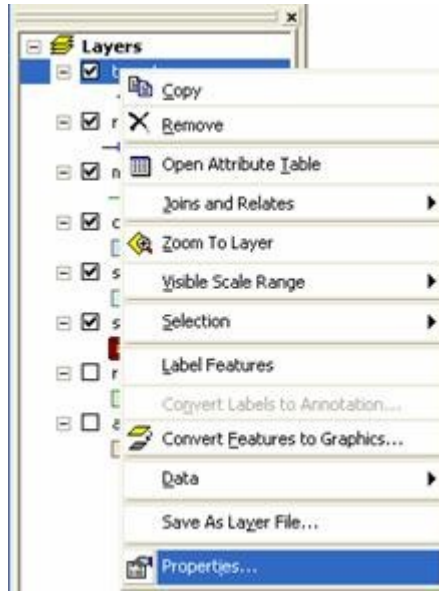 Layers
Copy
Remove
Open Attribute Table
Joins and Relates
Zoom To Layer
Visible Scale Range
Selection
Label Features
Convert Labels to Annotation...
Convert Features to Graphics...
Data
Save As Layer File...
Properties...